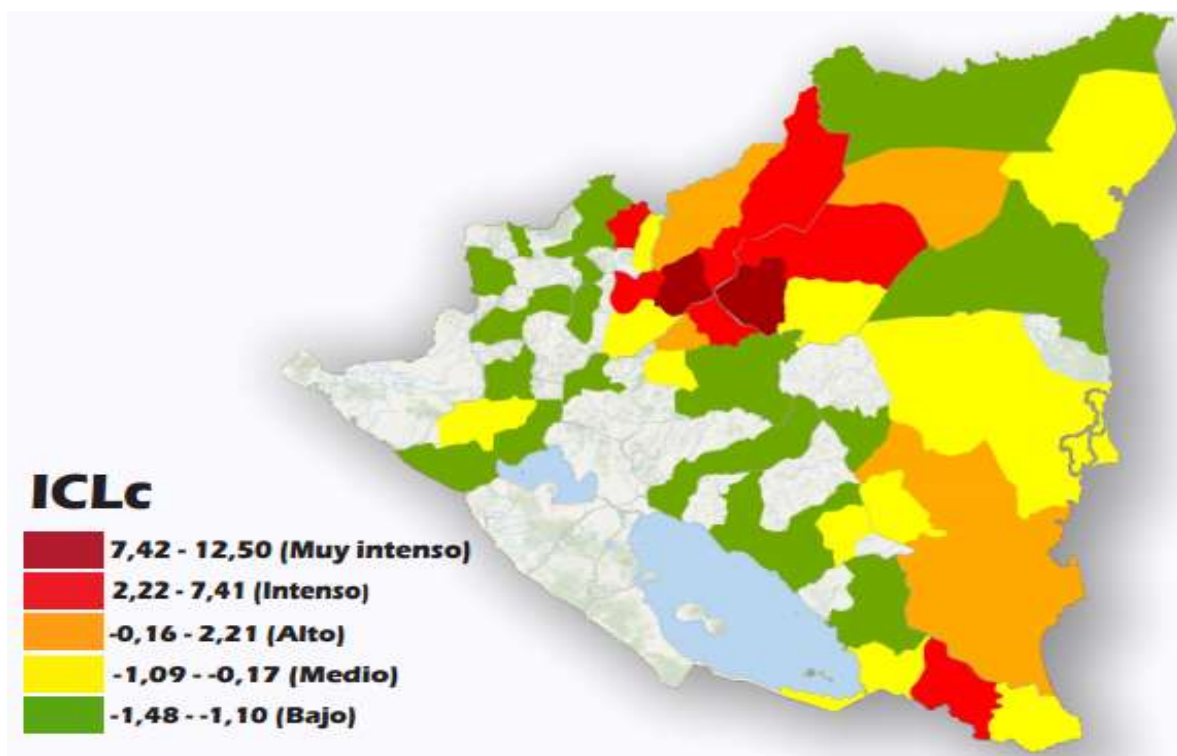 ICLc
7,42 - 12,50 (Muy intenso)
2,22 - 7,41 (Intenso)
-0,16 - 2,21 (Alto)
-1,09 - -0,17 (Medio)
-1,48 - -1,10 (Bajo)